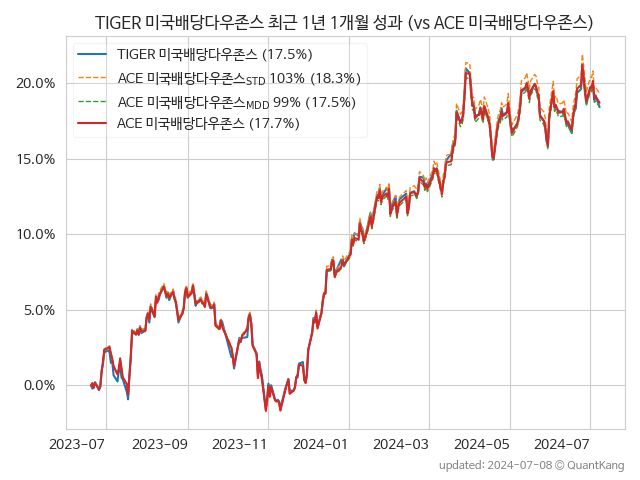 TIGER 미국배당다우존스 최근 1년 1개월 성과 (vs ACE 미국배당다우존스)
TIGER 미국배당다우존스 (17.5%)
ACE 미국배당다우존스STD 103% (18.3%)
ACE 미국배당다우존스MDD 99% (17.5%)
ACE 미국배당다우존스 (17.7%)
20.0%
15.0%
10.0%
5.0%
0.0%
2023-07 2023-09 2023-11 2024-01 2024-03 2024-05 2024-07
updated: 2024-07-08 © QuantKang